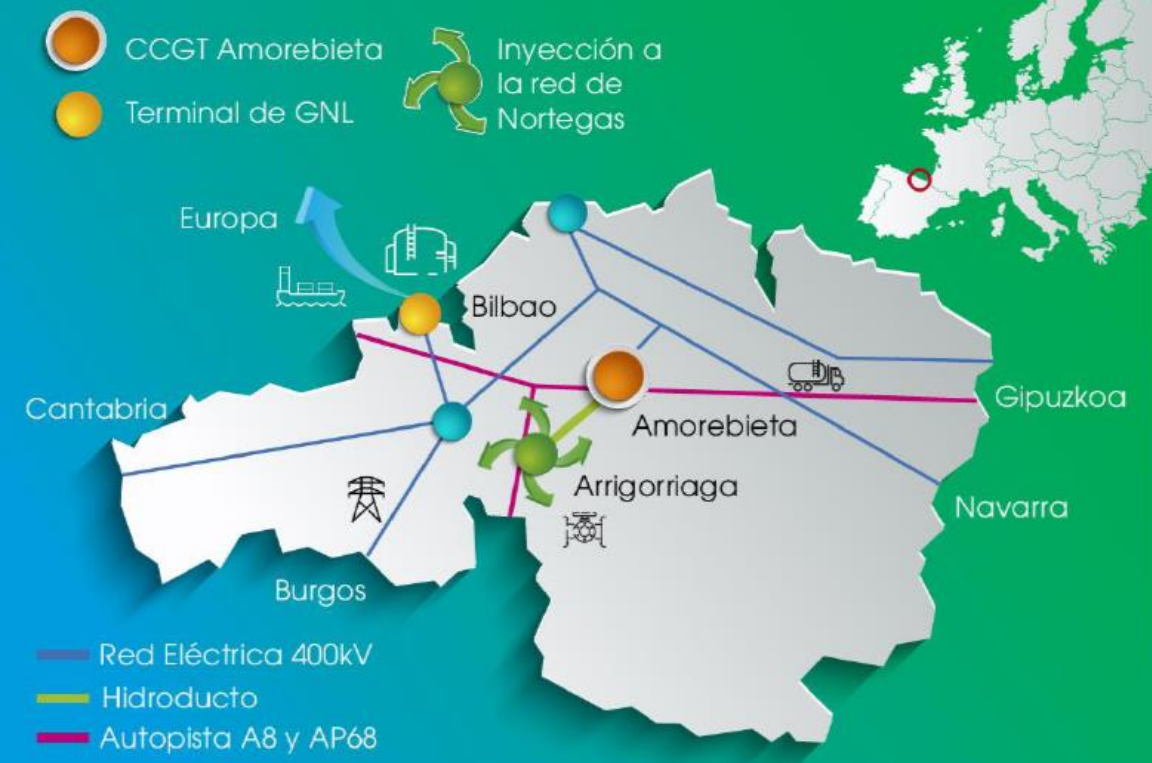 CCGT Amorebieta
Terminal de GNL
Inyección a
la red de
Nortegas
Europa
Bilbao
Cantabria
Gipuzkoa
Amorebieta
Arrigorriaga
Navarra
Burgos
Red Eléctrica 400kV
Hidroducto
Autopista A8 y AP68